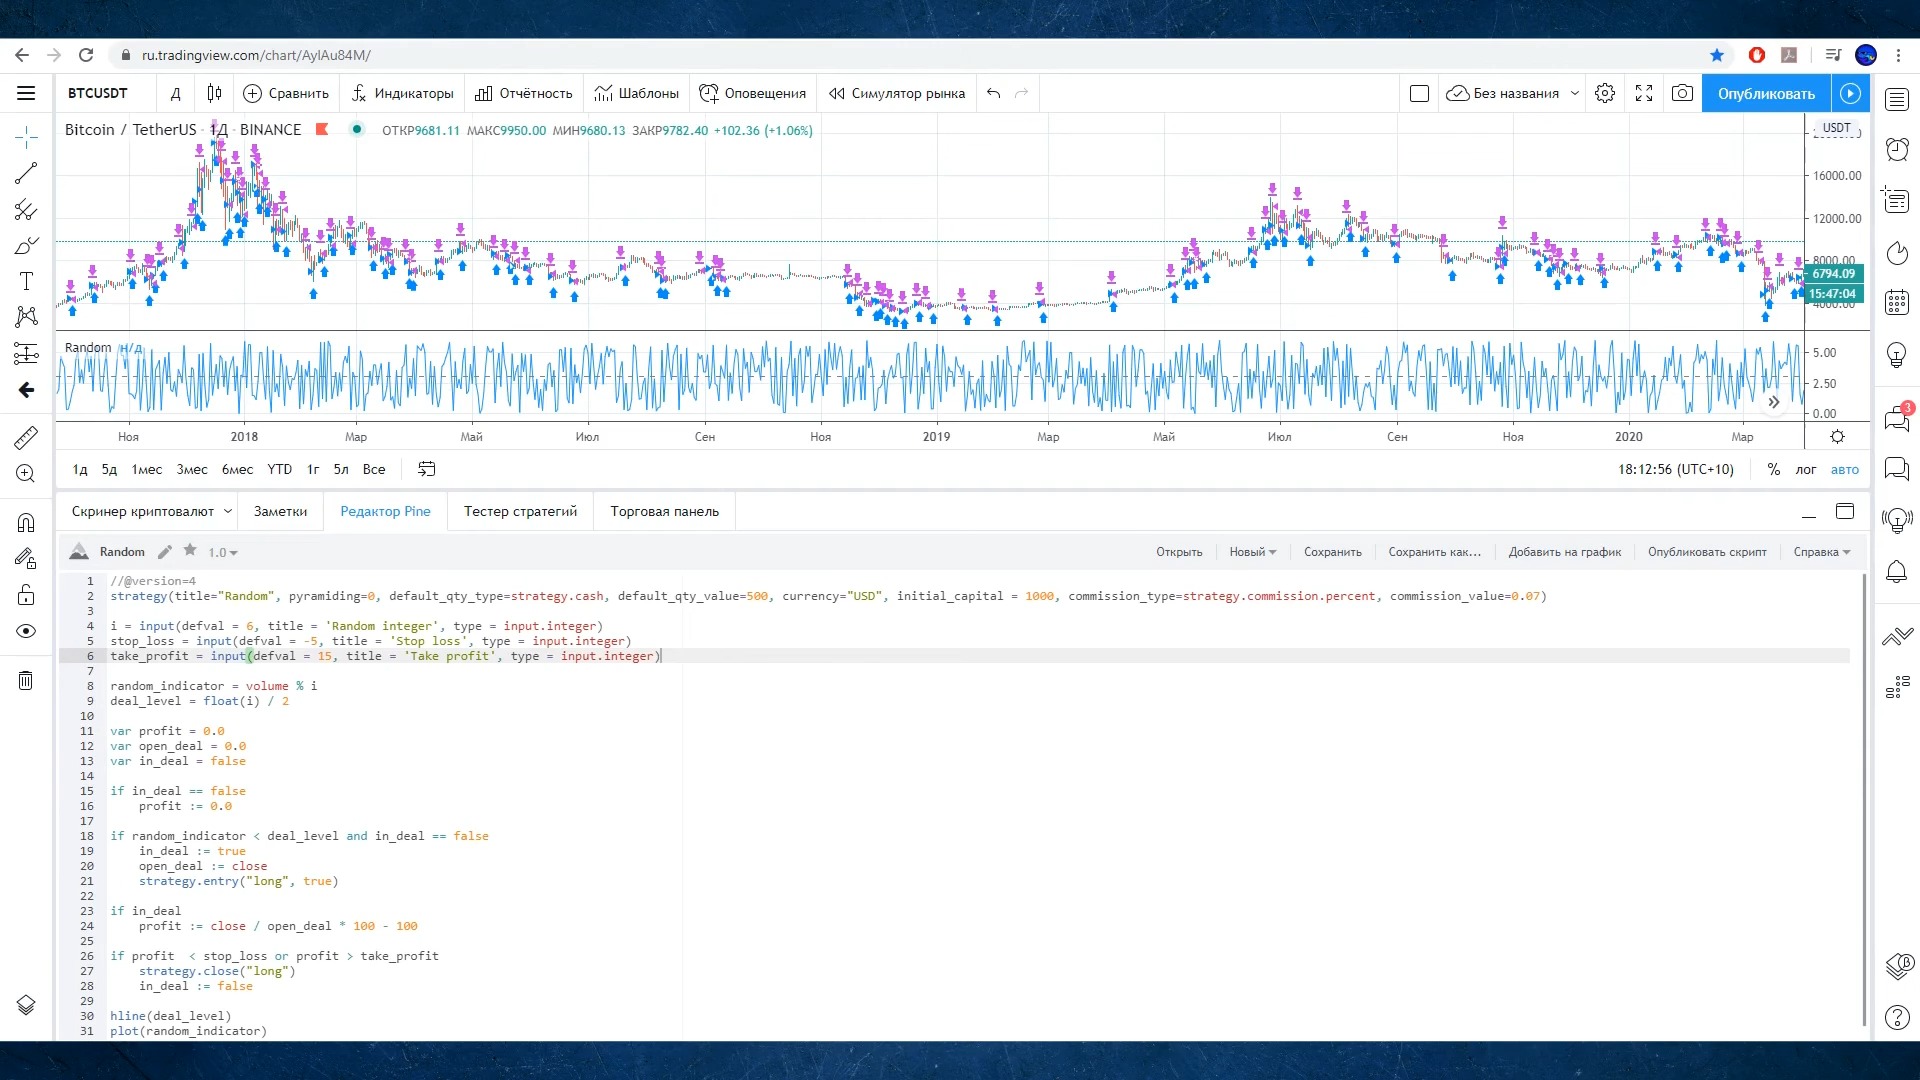 ru.tradingview.com/chart/AylAu84M/
BTCUSDT Д Сравнить Индикаторы Отчётность Шаблоны Оповещения Симулятор рынка Без названия Опубликовать
Bitcoin / TetherUS · 1Д · BINANCE ОТКР9681.11 МАКС9950.00 МИН9680.13 ЗАКР9782.40 +102.36 (+1.06%)
USDT
16000.00
12000.00
8000.00
6794.09
15:47:04
4000.00
Random н/д
5.00
2.50
0.00
Ноя 2018 Мар Май Июл Сен Ноя 2019 Мар Май Июл Сен Ноя 2020 Мар
1д 5д 1мес 3мес 6мес YTD 1г 5л Все 18:12:56 (UTC+10) % лог авто
3
Скринер криптовалют Заметки Редактор Pine Тестер стратегий Торговая панель
Random 1.0 Открыть Новый Сохранить Сохранить как... Добавить на график Опубликовать скрипт Справка
1 //@version=4
2 strategy(title="Random", pyramiding=0, default_qty_type=strategy.cash, default_qty_value=500, currency="USD", initial_capital = 1000, commission_type=strategy.commission.percent, commission_value=0.07)
3
4 i = input(defval = 6, title = 'Random integer', type = input.integer)
5 stop_loss = input(defval = -5, title = 'Stop loss', type = input.integer)
6 take_profit = input(defval = 15, title = 'Take profit', type = input.integer)
7
8 random_indicator = volume % i
9 deal_level = float(i) / 2
10
11 var profit = 0.0
12 var open_deal = 0.0
13 var in_deal = false
14
15 if in_deal == false
16 profit := 0.0
17
18 if random_indicator < deal_level and in_deal == false
19 in_deal := true
20 open_deal := close
21 strategy.entry("long", true)
22
23 if in_deal
24 profit := close / open_deal * 100 - 100
25
26 if profit < stop_loss or profit > take_profit
27 strategy.close("long")
28 in_deal := false
29
30 hline(deal_level)
31 plot(random_indicator)